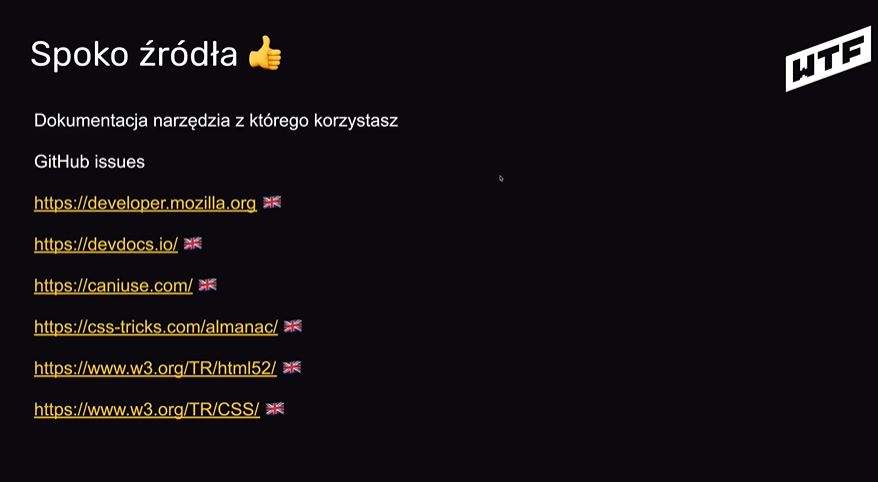 Spoko źródła 👍
WTF
Dokumentacja narzędzia z którego korzystasz
GitHub issues
https://developer.mozilla.org 🇬🇧
https://devdocs.io/ 🇬🇧
https://caniuse.com/ 🇬🇧
https://css-tricks.com/almanac/ 🇬🇧
https://www.w3.org/TR/html52/ 🇬🇧
https://www.w3.org/TR/CSS/ 🇬🇧